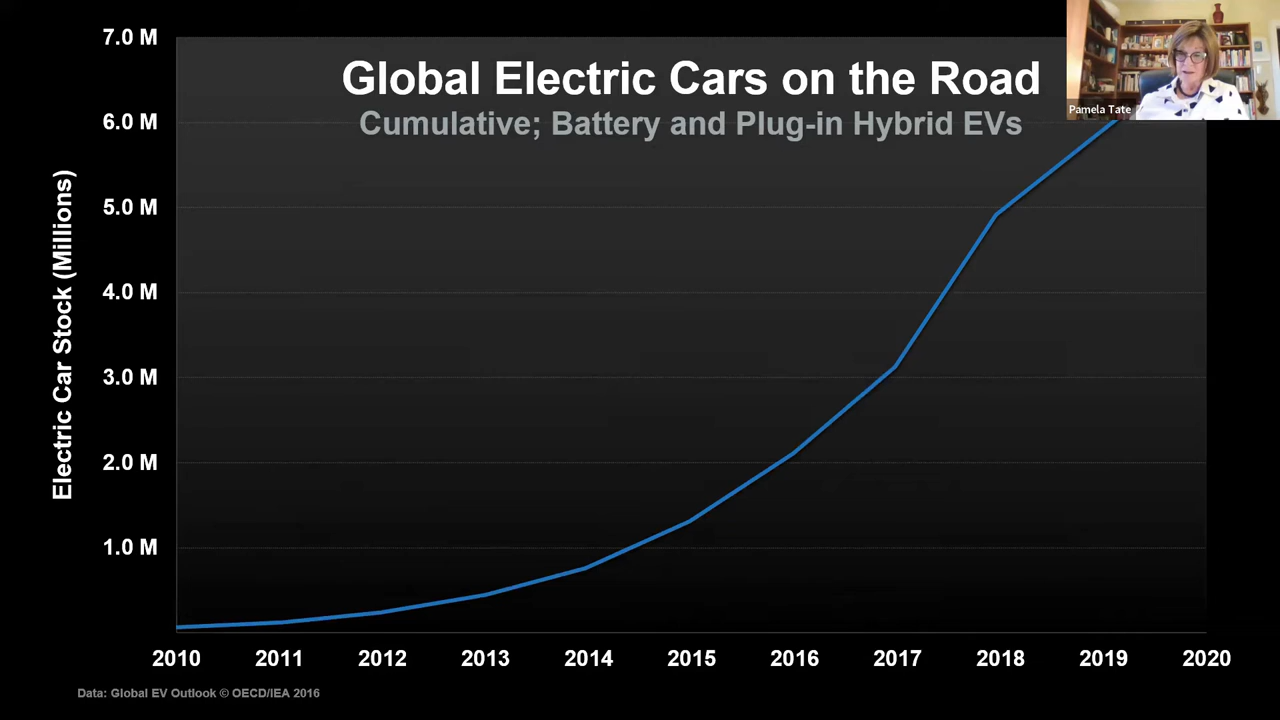 Global Electric Cars on the Road
Cumulative; Battery and Plug-in Hybrid EVs
Pamela Tate
Electric Car Stock (Millions)
7.0 M
6.0 M
5.0 M
4.0 M
3.0 M
2.0 M
1.0 M
2010 2011 2012 2013 2014 2015 2016 2017 2018 2019 2020
Data: Global EV Outlook © OECD/IEA 2016